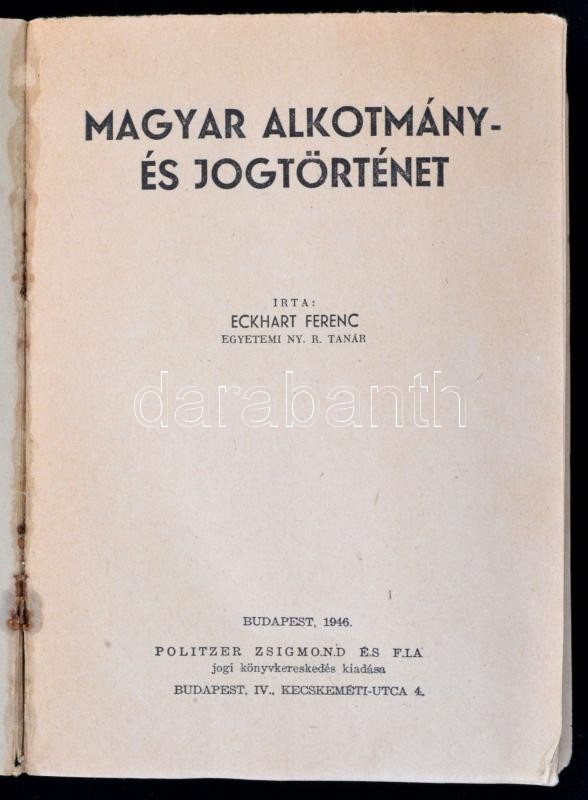 MAGYAR ALKOTMÁNY-
ÉS JOGTÖRTÉNET
IRTA:
ECKHART FERENC
EGYETEMI NY. R. TANÁR
darabanth
BUDAPEST, 1946.
POLITZER ZSIGMOND ÉS FIA
jogi könyvkereskedés kiadása
BUDAPEST, IV., KECSKEMÉTI-UTCA 4.